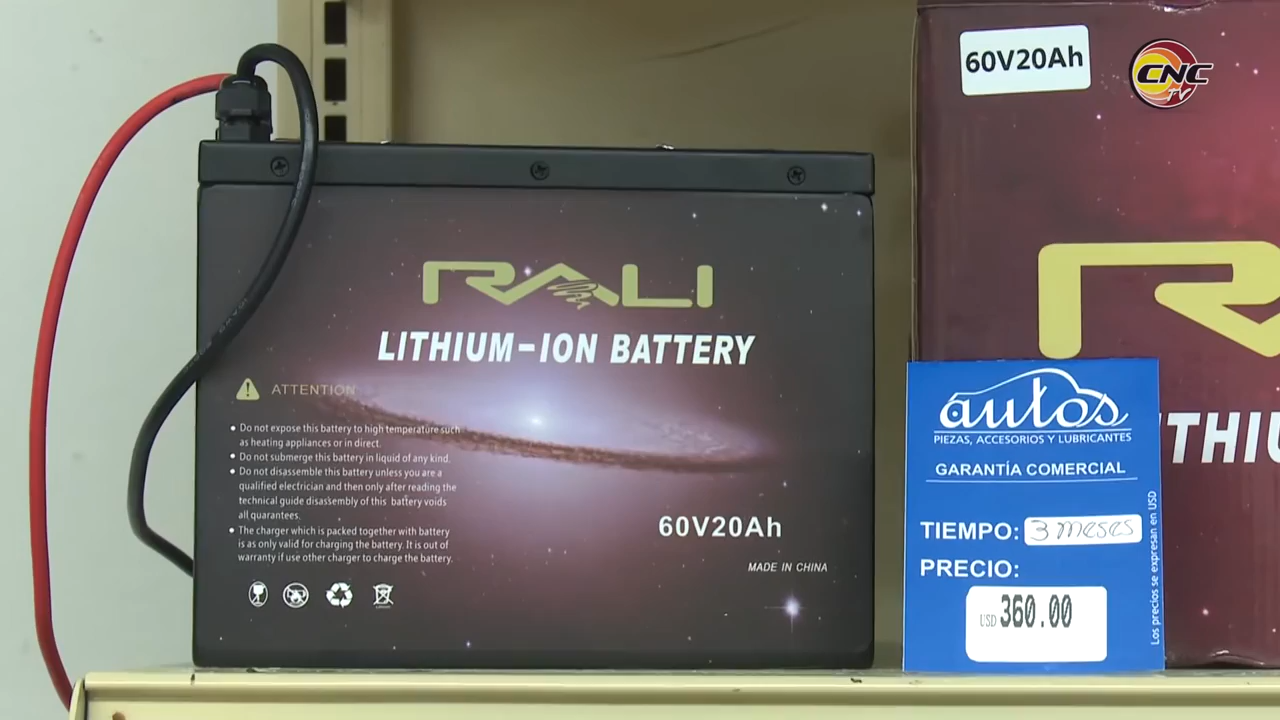 60V20Ah
CNC
TV
RALI
LITHIUM-ION BATTERY
ATTENTION
• Do not expose this battery to high temperature such
as heating appliances or in direct.
• Do not submerge this battery in liquid of any kind.
• Do not disassemble this battery unless you are a
qualified electrician and then only after reading the
technical guide disassembly of this battery voids
all quarantees.
• The charger which is packed together with battery
is as only valid for charging the battery. It is out of
warranty if use other charger to charge the battery.
60V20Ah
MADE IN CHINA
R
ITHIU
autos
PIEZAS, ACCESORIOS Y LUBRICANTES
GARANTÍA COMERCIAL
TIEMPO: 3 meses
PRECIO:
USD 360.00
Los precios se expresan en USD